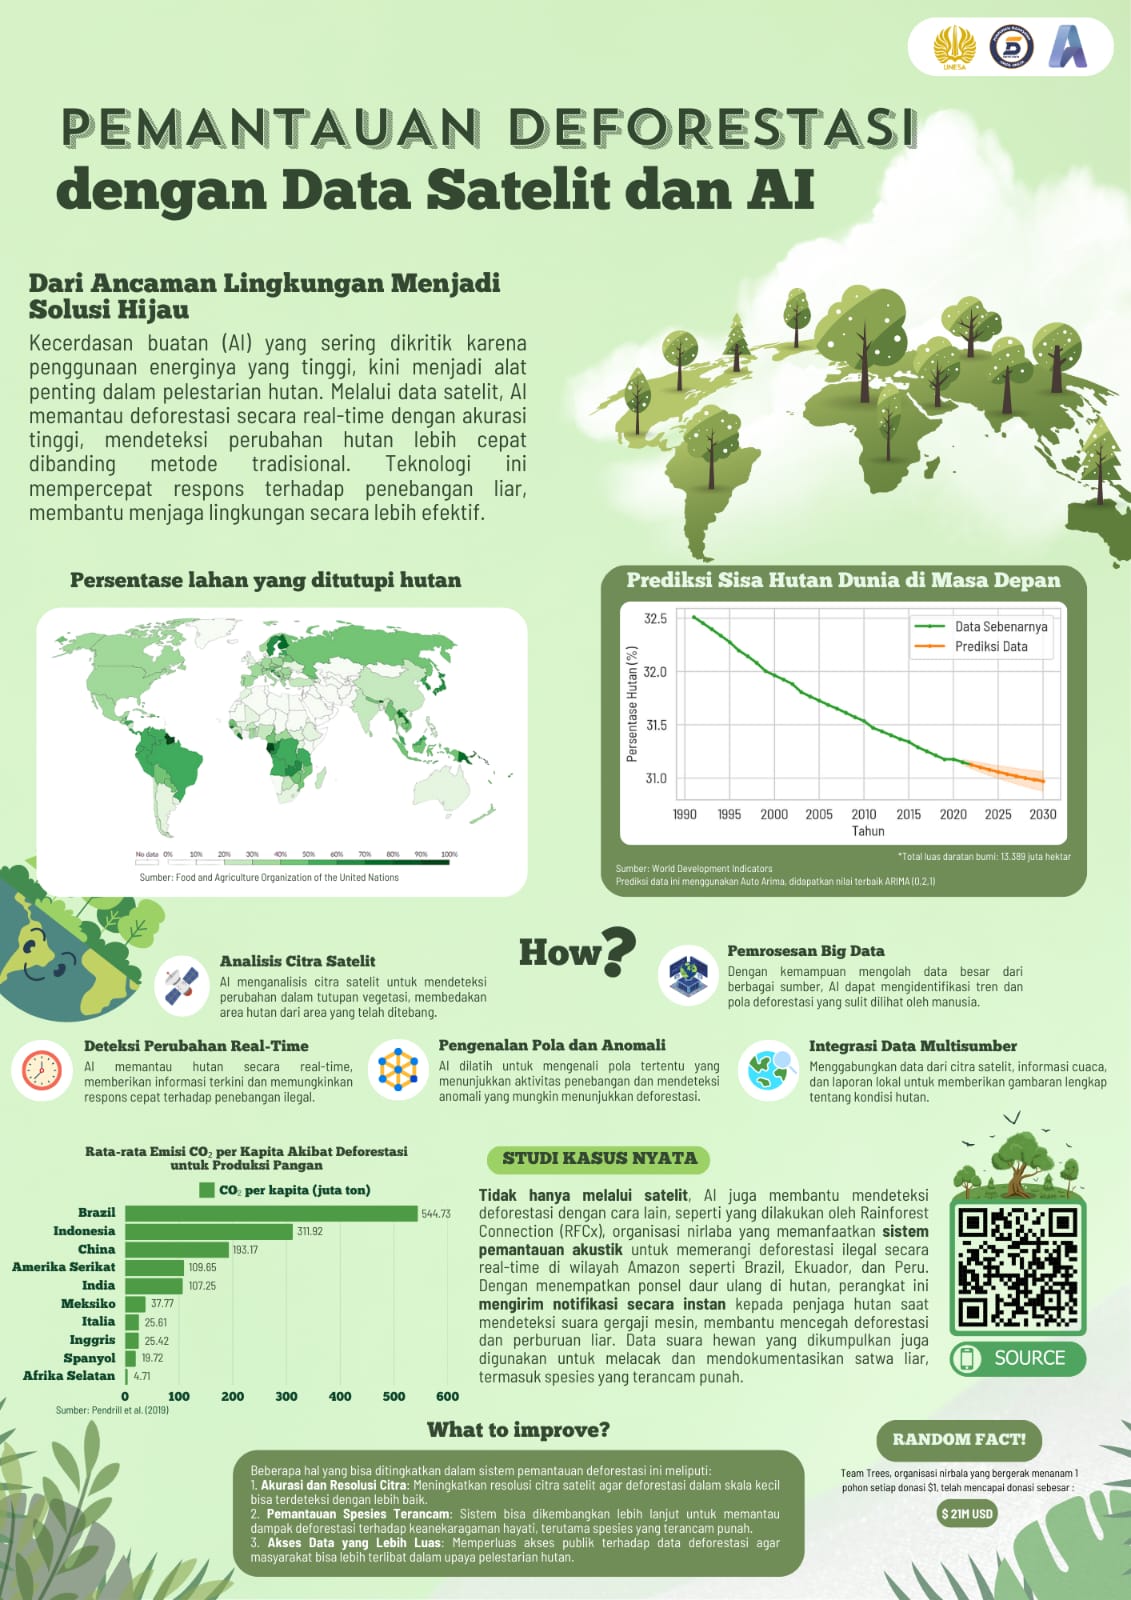 UNESA
PEMANTAUAN DEFORESTASI
dengan Data Satelit dan AI
Dari Ancaman Lingkungan Menjadi
Solusi Hijau
Kecerdasan buatan (AI) yang sering dikritik karena
penggunaan energinya yang tinggi, kini menjadi alat
penting dalam pelestarian hutan. Melalui data satelit, AI
memantau deforestasi secara real-time dengan akurasi
tinggi, mendeteksi perubahan hutan lebih cepat
dibanding metode tradisional. Teknologi ini
mempercepat respons terhadap penebangan liar,
membantu menjaga lingkungan secara lebih efektif.
Persentase lahan yang ditutupi hutan
No data 0% 10% 20% 30% 40% 50% 60% 70% 80% 90% 100%
Sumber: Food and Agriculture Organization of the United Nations
Prediksi Sisa Hutan Dunia di Masa Depan
Persentase Hutan (%)
32.5
32.0
31.5
31.0
Data Sebenarnya
Prediksi Data
1990 1995 2000 2005 2010 2015 2020 2025 2030
Tahun
*Total luas daratan bumi: 13.389 juta hektar
Sumber: World Development Indicators
Prediksi data ini menggunakan Auto Arima, didapatkan nilai terbaik ARIMA (0,2,1)
How?
Analisis Citra Satelit
AI menganalisis citra satelit untuk mendeteksi
perubahan dalam tutupan vegetasi, membedakan
area hutan dari area yang telah ditebang.
Pemrosesan Big Data
Dengan kemampuan mengolah data besar dari
berbagai sumber, AI dapat mengidentifikasi tren dan
pola deforestasi yang sulit dilihat oleh manusia.
Deteksi Perubahan Real-Time
AI memantau hutan secara real-time,
memberikan informasi terkini dan memungkinkan
respons cepat terhadap penebangan ilegal.
Pengenalan Pola dan Anomali
AI dilatih untuk mengenali pola tertentu yang
menunjukkan aktivitas penebangan dan mendeteksi
anomali yang mungkin menunjukkan deforestasi.
Integrasi Data Multisumber
Menggabungkan data dari citra satelit, informasi cuaca,
dan laporan lokal untuk memberikan gambaran lengkap
tentang kondisi hutan.
Rata-rata Emisi CO₂ per Kapita Akibat Deforestasi
untuk Produksi Pangan
CO₂ per kapita (juta ton)
Brazil 544.73
Indonesia 311.92
China 193.17
Amerika Serikat 109.65
India 107.25
Meksiko 37.77
Italia 25.61
Inggris 25.42
Spanyol 19.72
Afrika Selatan 4.71
0 100 200 300 400 500 600
Sumber: Pendrill et al. (2019)
STUDI KASUS NYATA
Tidak hanya melalui satelit, AI juga membantu mendeteksi
deforestasi dengan cara lain, seperti yang dilakukan oleh Rainforest
Connection (RFCx), organisasi nirlaba yang memanfaatkan sistem
pemantauan akustik untuk memerangi deforestasi ilegal secara
real-time di wilayah Amazon seperti Brazil, Ekuador, dan Peru.
Dengan menempatkan ponsel daur ulang di hutan, perangkat ini
mengirim notifikasi secara instan kepada penjaga hutan saat
mendeteksi suara gergaji mesin, membantu mencegah deforestasi
dan perburuan liar. Data suara hewan yang dikumpulkan juga
digunakan untuk melacak dan mendokumentasikan satwa liar,
termasuk spesies yang terancam punah.
SOURCE
What to improve?
Beberapa hal yang bisa ditingkatkan dalam sistem pemantauan deforestasi ini meliputi:
1. Akurasi dan Resolusi Citra: Meningkatkan resolusi citra satelit agar deforestasi dalam skala kecil
bisa terdeteksi dengan lebih baik.
2. Pemantauan Spesies Terancam: Sistem bisa dikembangkan lebih lanjut untuk memantau
dampak deforestasi terhadap keanekaragaman hayati, terutama spesies yang terancam punah.
3. Akses Data yang Lebih Luas: Memperluas akses publik terhadap data deforestasi agar
masyarakat bisa lebih terlibat dalam upaya pelestarian hutan.
RANDOM FACT!
Team Trees, organisasi nirbala yang bergerak menanam 1
pohon setiap donasi $1, telah mencapai donasi sebesar :
$ 21M USD